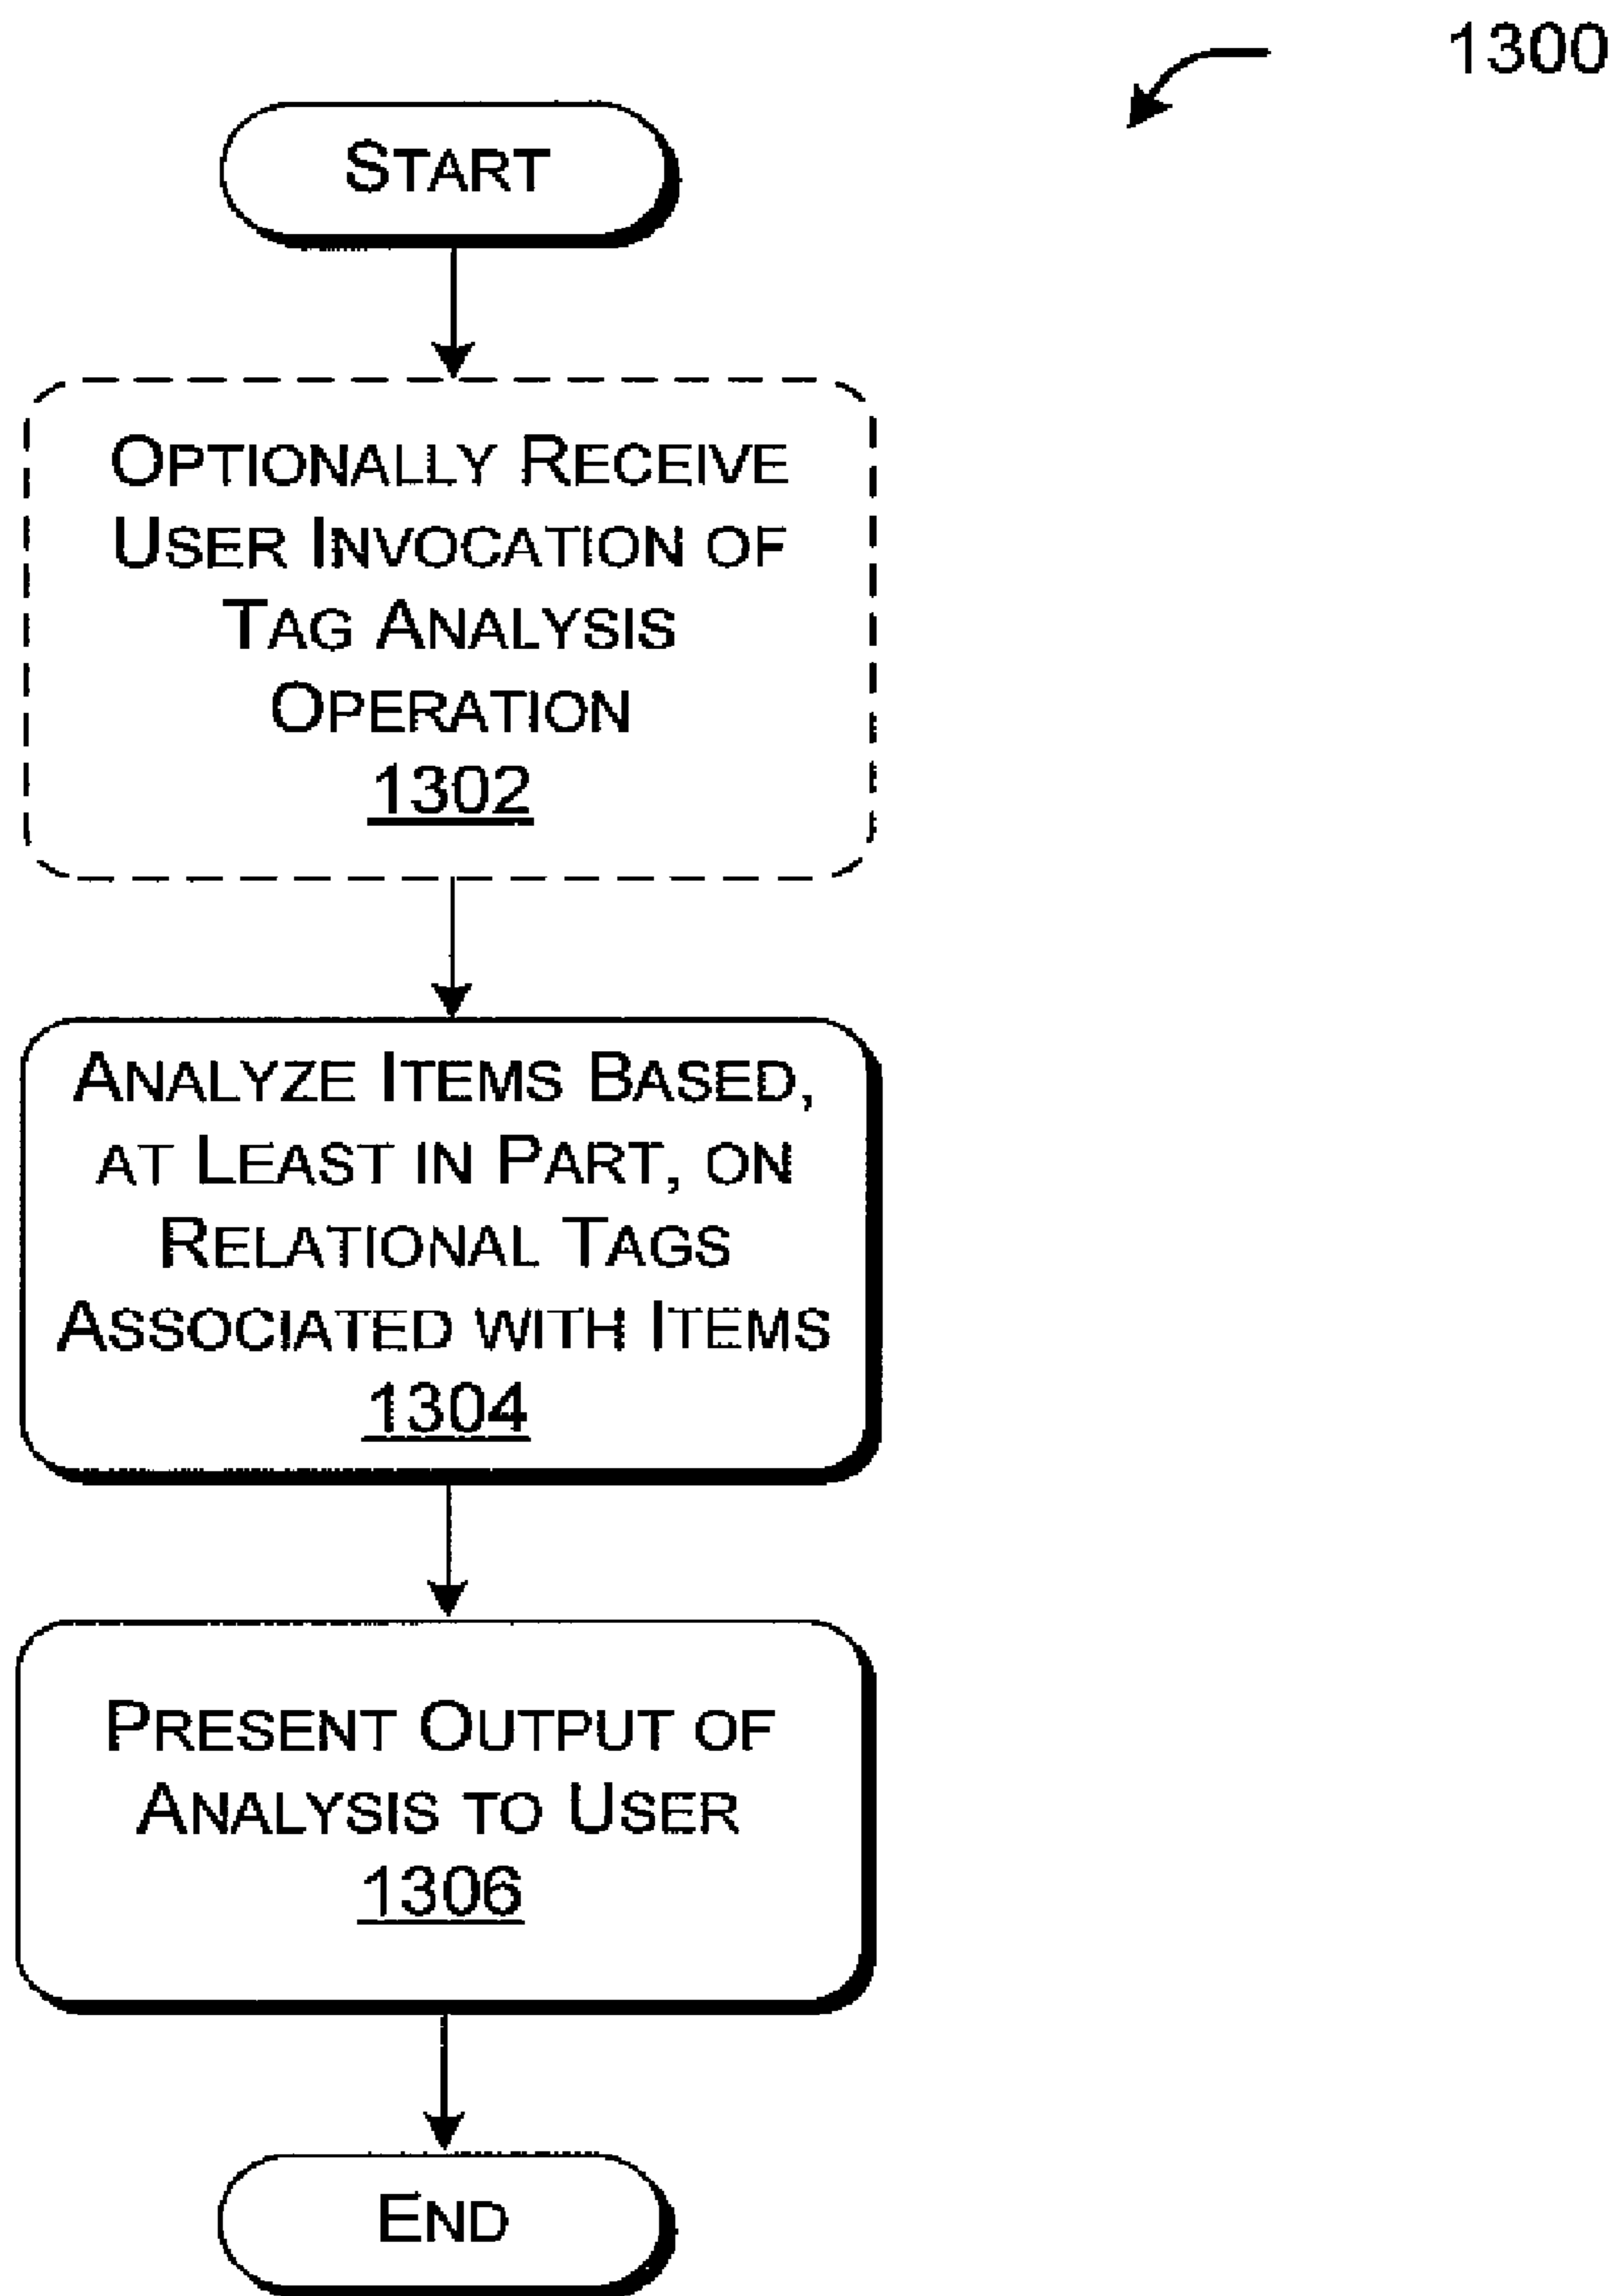 1300
START
OPTIONALLY RECEIVE
USER INVOCATION OF
TAG ANALYSIS
OPERATION
1302
ANALYZE ITEMS BASED,
AT LEAST IN PART, ON
RELATIONAL TAGS
ASSOCIATED WITH ITEMS
1304
PRESENT OUTPUT OF
ANALYSIS TO USER
1306
END